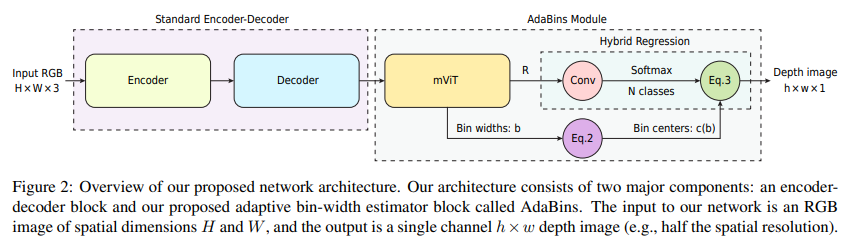 Standard Encoder-Decoder
AdaBins Module
Hybrid Regression
Input RGB
H×W×3
Encoder
Decoder
mViT
R
Conv
Softmax
N classes
Eq.3
Depth image
h×w×1
Bin widths: b
Eq.2
Bin centers: c(b)
Figure 2: Overview of our proposed network architecture. Our architecture consists of two major components: an encoder-
decoder block and our proposed adaptive bin-width estimator block called AdaBins. The input to our network is an RGB
image of spatial dimensions H and W, and the output is a single channel h × w depth image (e.g., half the spatial resolution).